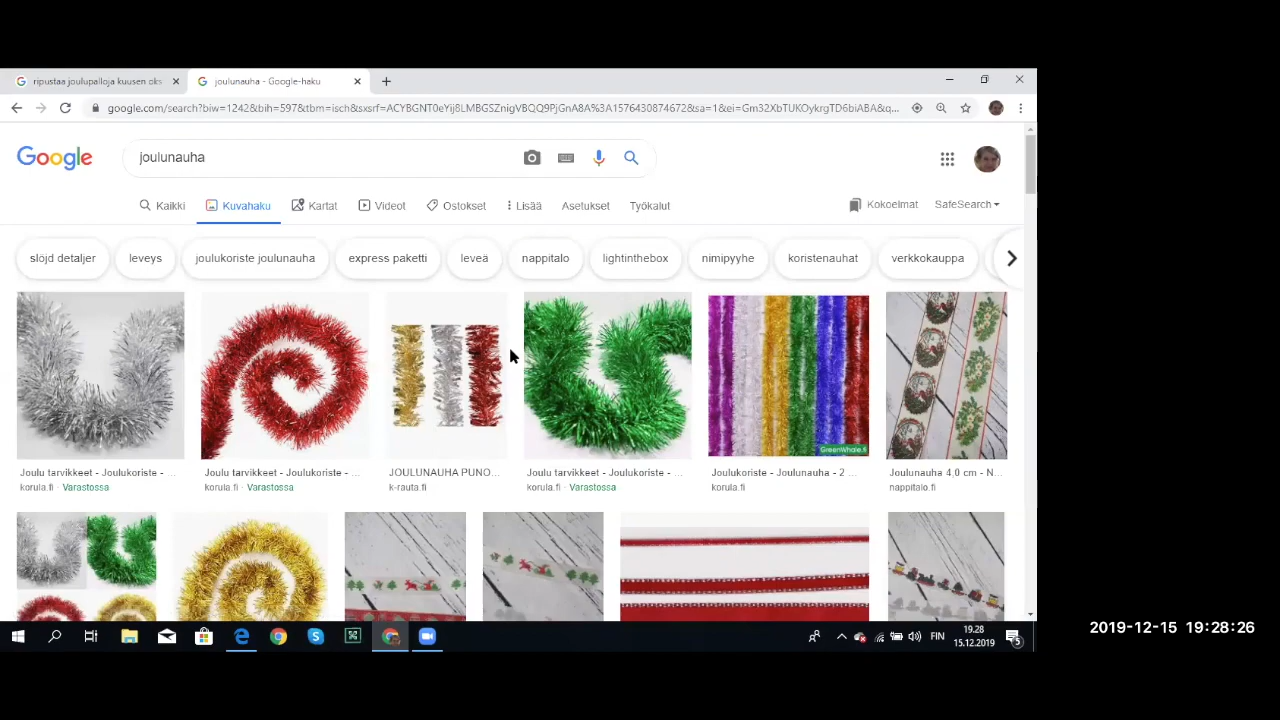 ripustaa joulupalloja kuusen oks
joulunauha - Google-haku
google.com/search?biw=1242&bih=597&tbm=isch&sxsrf=ACYBGNT0eYij8LMBGSZnigVBQQ9PjGnA8A%3A1576430874672&sa=1&ei=Gm32XbTUKOykrgTD6biABA&q...
Google
joulunauha
Kaikki
Kuvahaku
Kartat
Videot
Ostokset
Lisää
Asetukset
Työkalut
Kokoelmat
SafeSearch
slöjd detaljer
leveys
joulukoriste joulunauha
express paketti
leveä
nappitalo
lightinthebox
nimipyyhe
koristenauhat
verkkokauppa
GreenWhale.fi
Joulu tarvikkeet - Joulukoriste - ...
korula.fi · Varastossa
Joulu tarvikkeet - Joulukoriste - ...
korula.fi · Varastossa
JOULUNAUHA PUNO...
k-rauta.fi
Joulu tarvikkeet - Joulukoriste - ...
korula.fi · Varastossa
Joulukoriste - Joulunauha - 2 ...
korula.fi
Joulunauha 4,0 cm - N...
nappitalo.fi
FIN
19.28
15.12.2019
5
2019-12-15 19:28:26